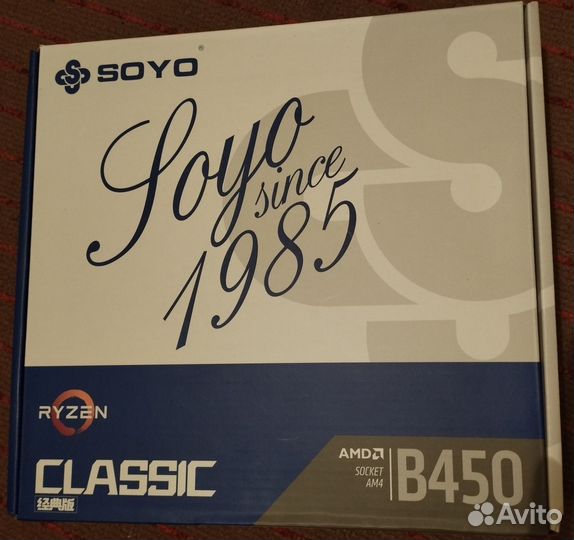 SOYO®
Soyo
since
1985
RYZEN
CLASSIC
经典版
AMD
SOCKET
AM4
B450
Avito